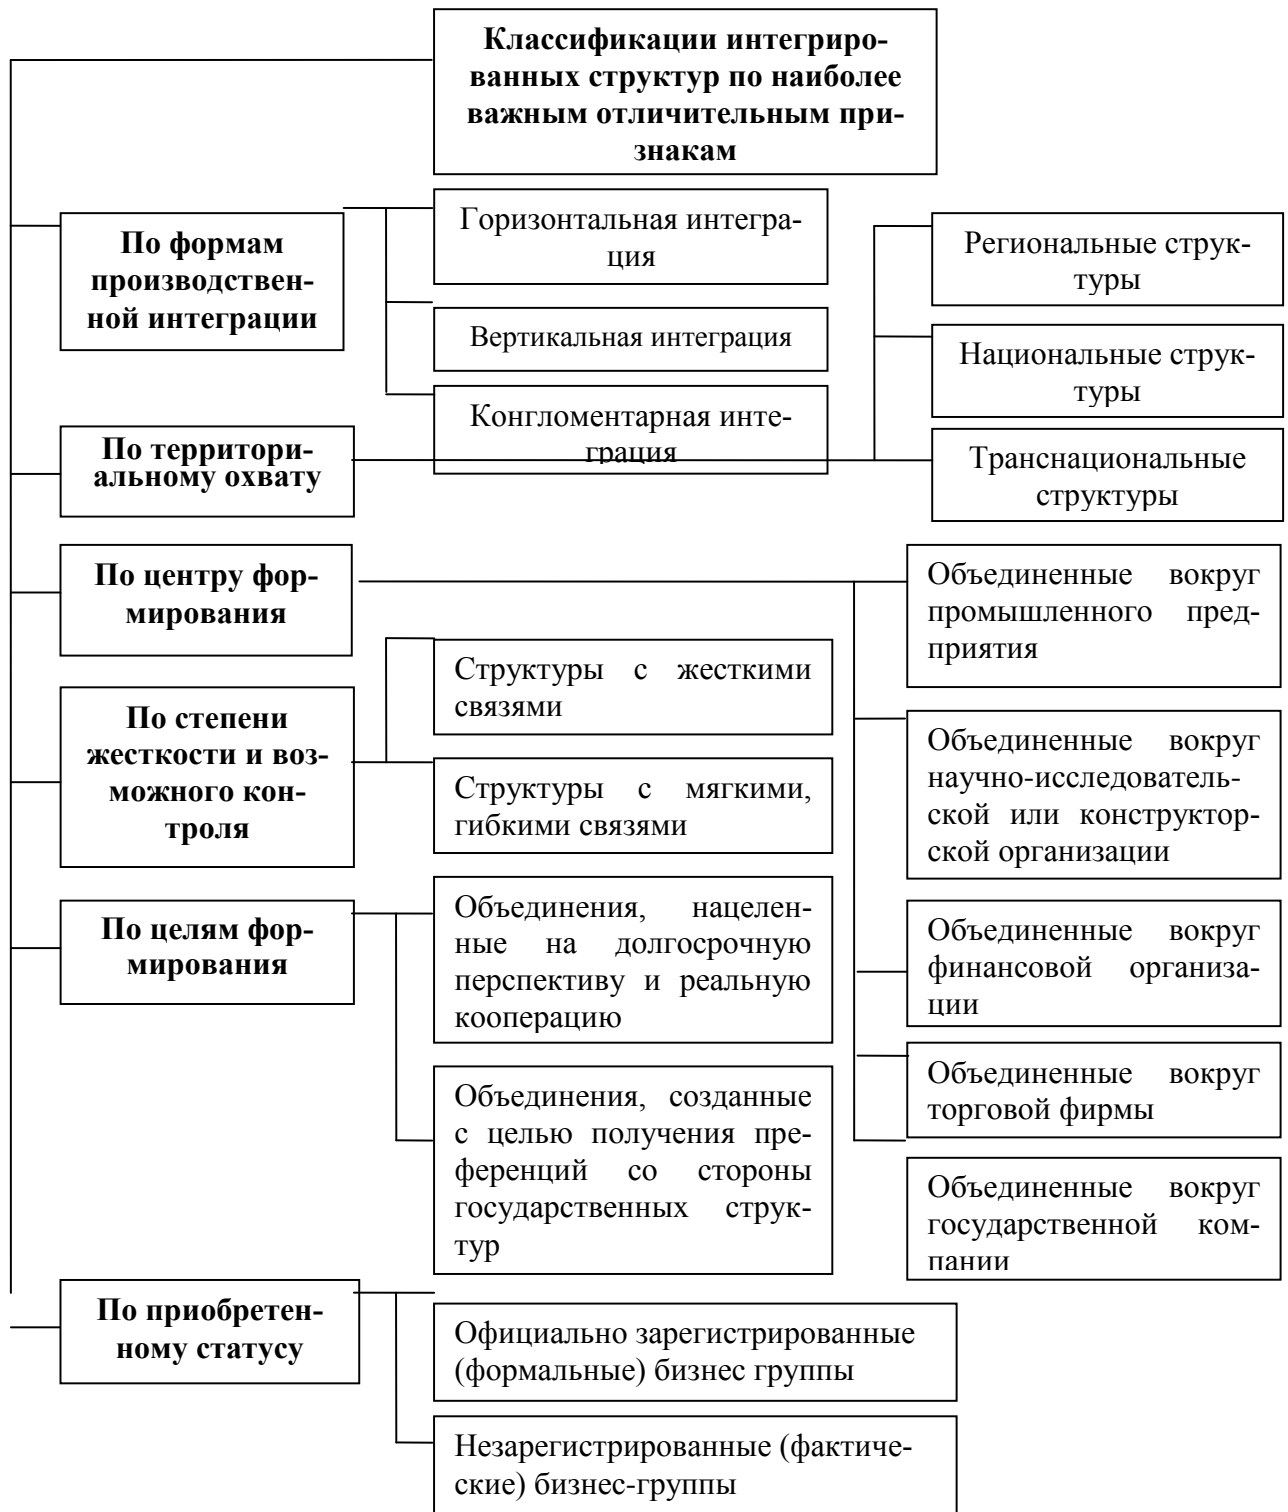 Классификации интегриро-
ванных структур по наиболее
важным отличительным при-
знакам
По формам
производствен-
ной интеграции
Горизонтальная интегра-
ция
Вертикальная интеграция
Конгломентарная инте-
грация
По территори-
альному охвату
Региональные струк-
туры
Национальные струк-
туры
Транснациональные
структуры
По центру фор-
мирования
Объединенные вокруг
промышленного пред-
приятия
Объединенные вокруг
научно-исследователь-
ской или конструктор-
ской организации
Объединенные вокруг
финансовой организа-
ции
Объединенные вокруг
торговой фирмы
Объединенные вокруг
государственной ком-
пании
По степени
жесткости и воз-
можного кон-
троля
Структуры с жесткими
связями
Структуры с мягкими,
гибкими связями
По целям фор-
мирования
Объединения, нацелен-
ные на долгосрочную
перспективу и реальную
кооперацию
Объединения, созданные
с целью получения пре-
ференций со стороны
государственных струк-
тур
По приобретен-
ному статусу
Официально зарегистрированные
(формальные) бизнес группы
Незарегистрированные (фактиче-
ские) бизнес-группы